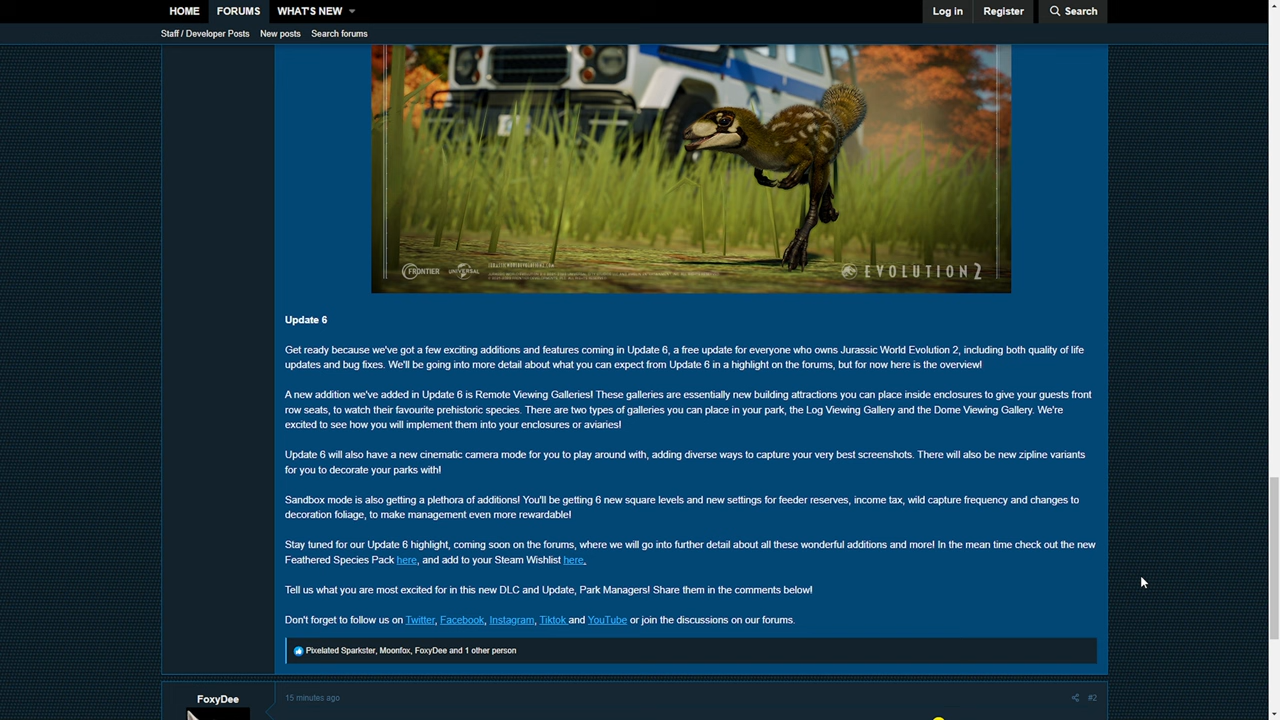 HOME FORUMS WHAT'S NEW Log in Register Search
Staff / Developer Posts New posts Search forums
FRONTIER UNIVERSAL EVOLUTION 2
Update 6
Get ready because we've got a few exciting additions and features coming in Update 6, a free update for everyone who owns Jurassic World Evolution 2, including both quality of life
updates and bug fixes. We'll be going into more detail about what you can expect from Update 6 in a highlight on the forums, but for now here is the overview!
A new addition we've added in Update 6 is Remote Viewing Galleries! These galleries are essentially new building attractions you can place inside enclosures to give your guests front
row seats, to watch their favourite prehistoric species. There are two types of galleries you can place in your park, the Log Viewing Gallery and the Dome Viewing Gallery. We're
excited to see how you will implement them into your enclosures or aviaries!
Update 6 will also have a new cinematic camera mode for you to play around with, adding diverse ways to capture your very best screenshots. There will also be new zipline variants
for you to decorate your parks with!
Sandbox mode is also getting a plethora of additions! You'll be getting 6 new square levels and new settings for feeder reserves, income tax, wild capture frequency and changes to
decoration foliage, to make management even more rewardable!
Stay tuned for our Update 6 highlight, coming soon on the forums, where we will go into further detail about all these wonderful additions and more! In the mean time check out the new
Feathered Species Pack here, and add to your Steam Wishlist here.
Tell us what you are most excited for in this new DLC and Update, Park Managers! Share them in the comments below!
Don't forget to follow us on Twitter, Facebook, Instagram, Tiktok and YouTube or join the discussions on our forums.
Pixelated Sparkster, Moonfox, FoxyDee and 1 other person
FoxyDee 15 minutes ago #2